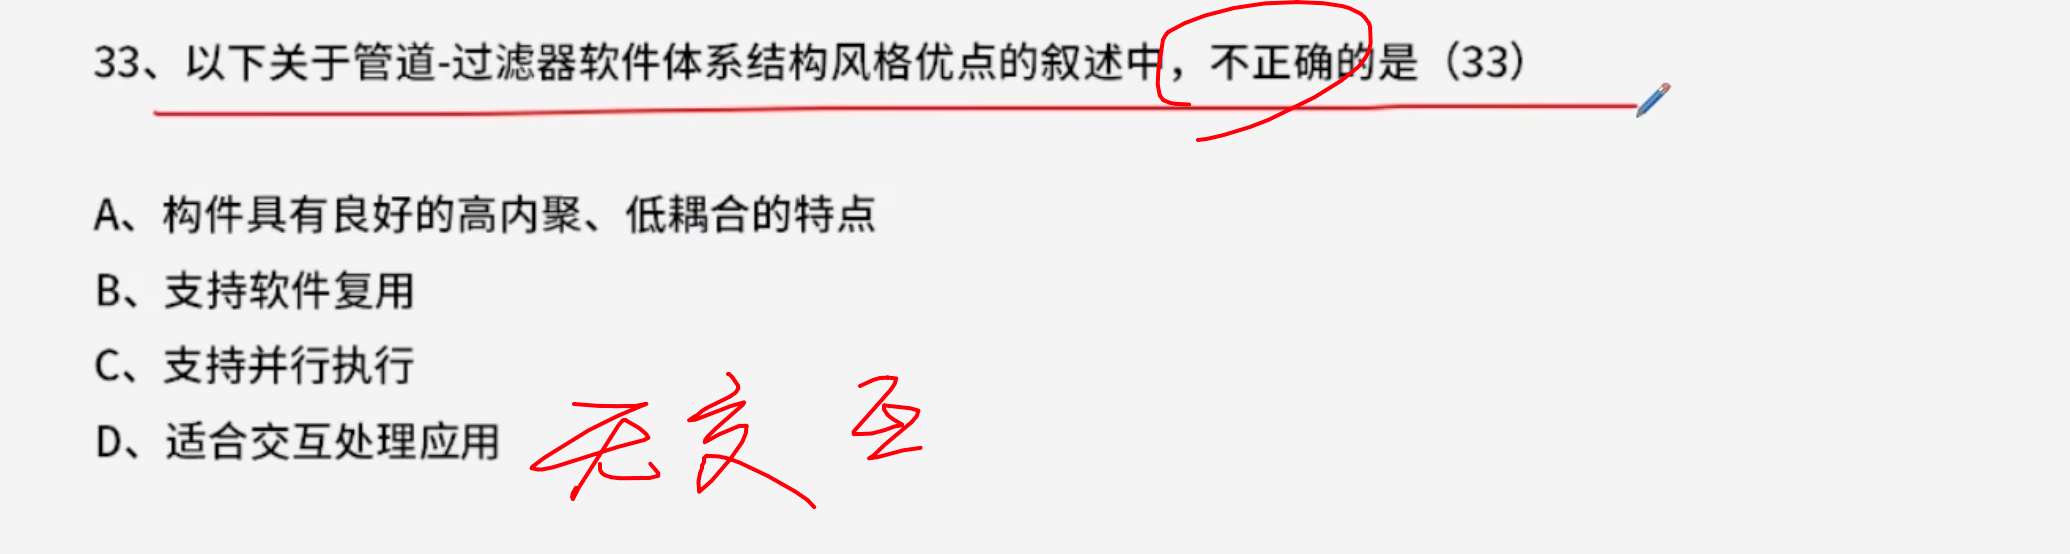 33、以下关于管道-过滤器软件体系结构风格优点的叙述中，不正确的是（33）
A、构件具有良好的高内聚、低耦合的特点
B、支持软件复用
C、支持并行执行
D、适合交互处理应用 无交互